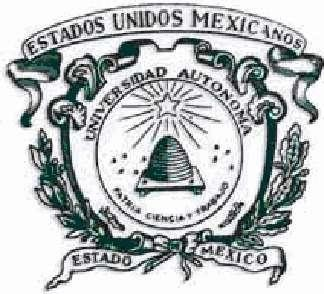 ESTADOS UNIDOS MEXICANOS
UNIVERSIDAD AUTONOMA
PATRIA CIENCIA Y TRABAJO
ESTADO MEXICO